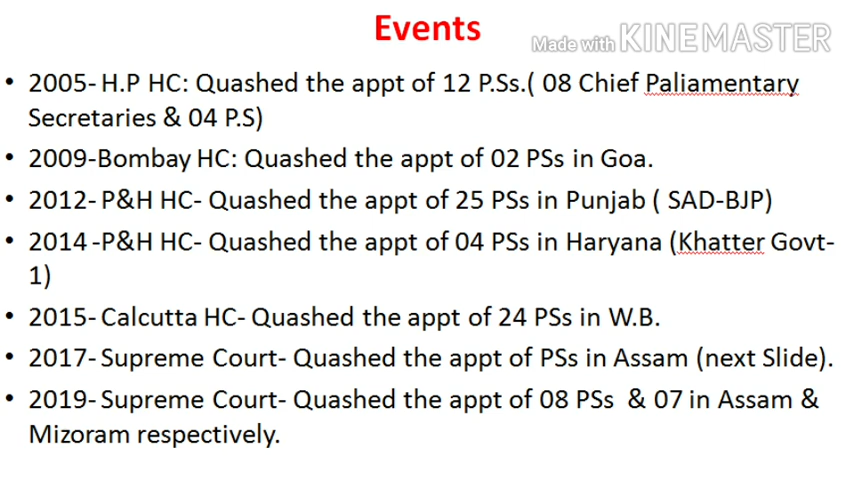 Events
Made with KINEMASTER
• 2005- H.P HC: Quashed the appt of 12 P.Ss.( 08 Chief Paliamentary
Secretaries & 04 P.S)
• 2009-Bombay HC: Quashed the appt of 02 PSs in Goa.
• 2012- P&H HC- Quashed the appt of 25 PSs in Punjab ( SAD-BJP)
• 2014 -P&H HC- Quashed the appt of 04 PSs in Haryana (Khatter Govt-
1)
• 2015- Calcutta HC- Quashed the appt of 24 PSs in W.B.
• 2017- Supreme Court- Quashed the appt of PSs in Assam (next Slide).
• 2019- Supreme Court- Quashed the appt of 08 PSs & 07 in Assam &
Mizoram respectively.